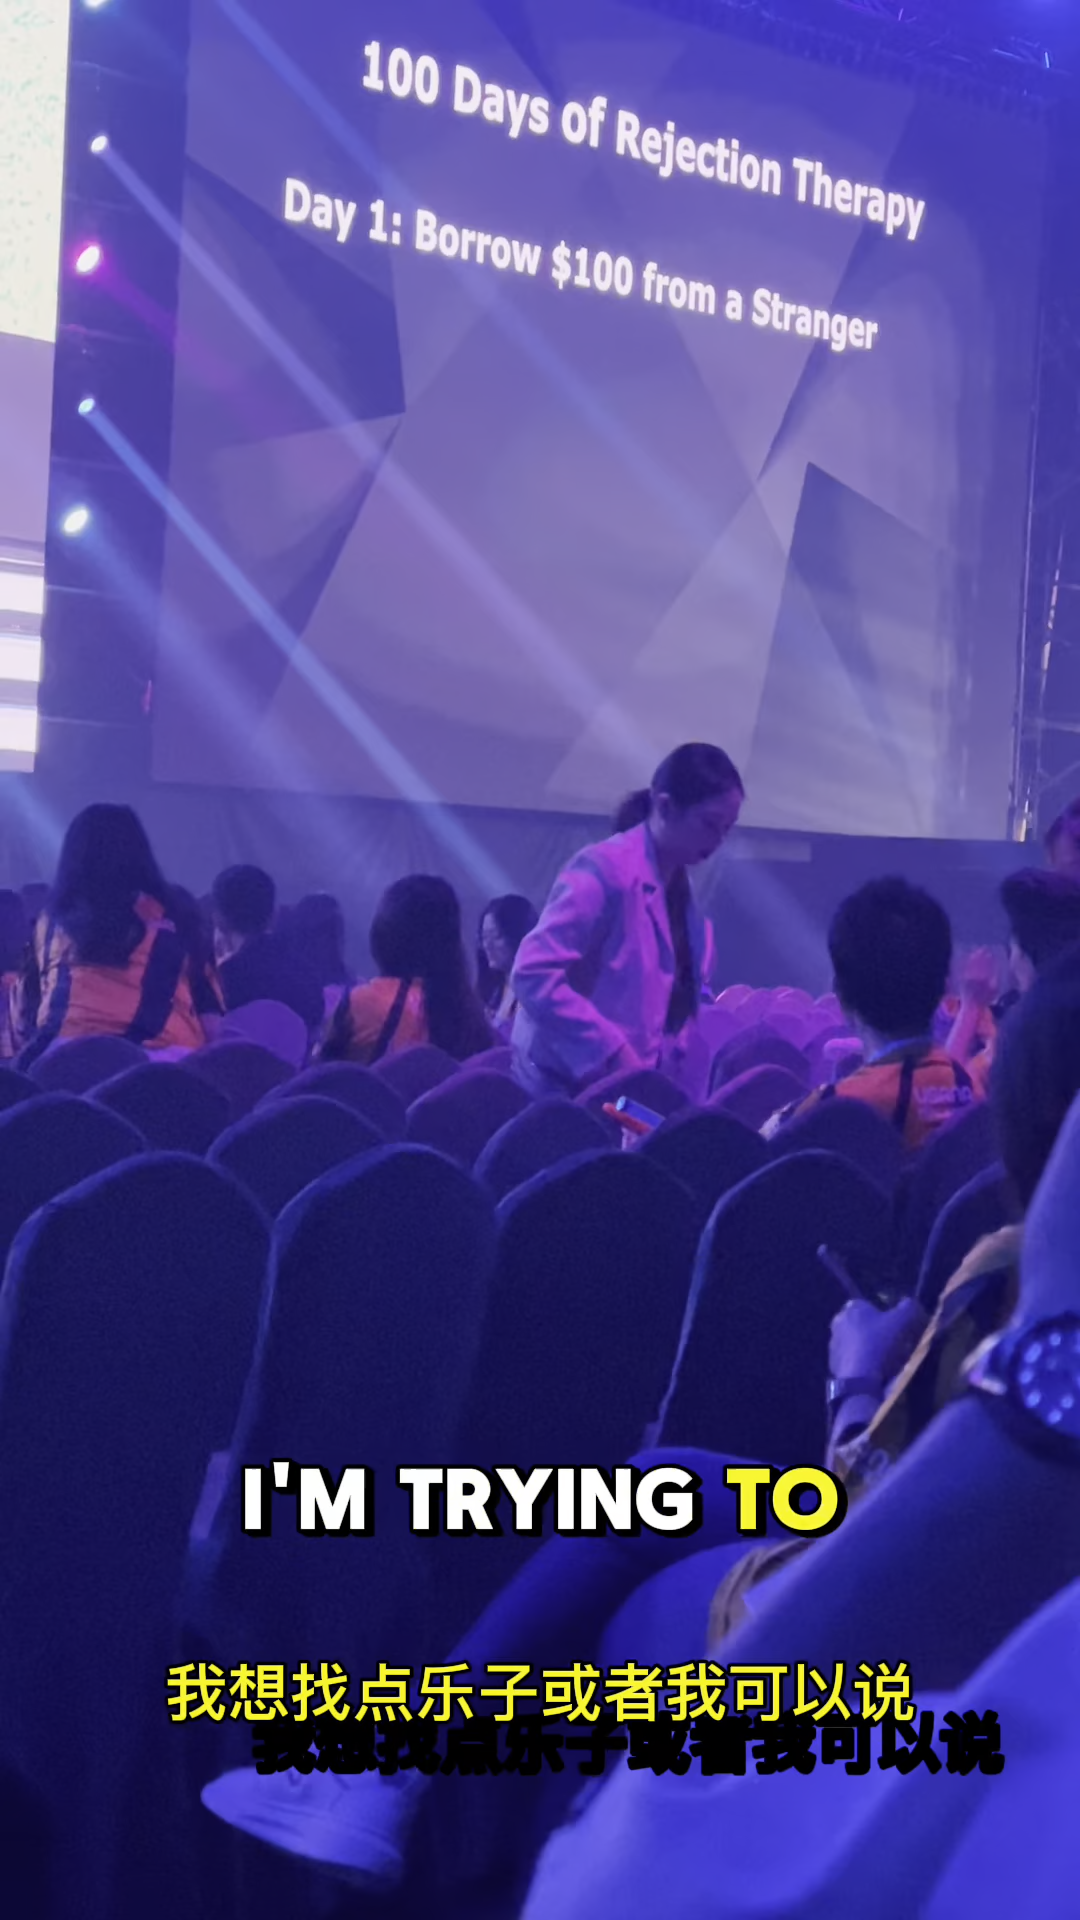 100 Days of Rejection Therapy
Day 1: Borrow $100 from a Stranger
I'M TRYING TO
我想找点乐子或者我可以说
我想找点乐子或者我可以说